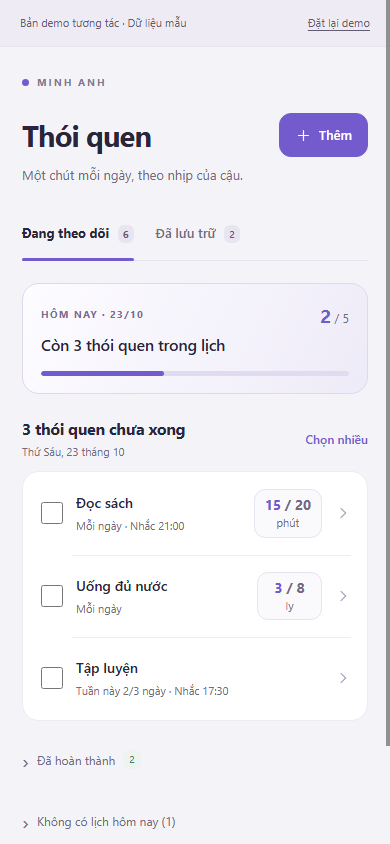 Bản demo tương tác · Dữ liệu mẫu
Đặt lại demo
MINH ANH
Thói quen
Thêm
Một chút mỗi ngày, theo nhịp của cậu.
Đang theo dõi 6
Đã lưu trữ 2
HÔM NAY · 23/10
2 / 5
Còn 3 thói quen trong lịch
3 thói quen chưa xong
Thứ Sáu, 23 tháng 10
Chọn nhiều
Đọc sách
Mỗi ngày · Nhắc 21:00
15 / 20
phút
Uống đủ nước
Mỗi ngày
3 / 8
ly
Tập luyện
Tuần này 2/3 ngày · Nhắc 17:30
Đã hoàn thành 2
Không có lịch hôm nay (1)